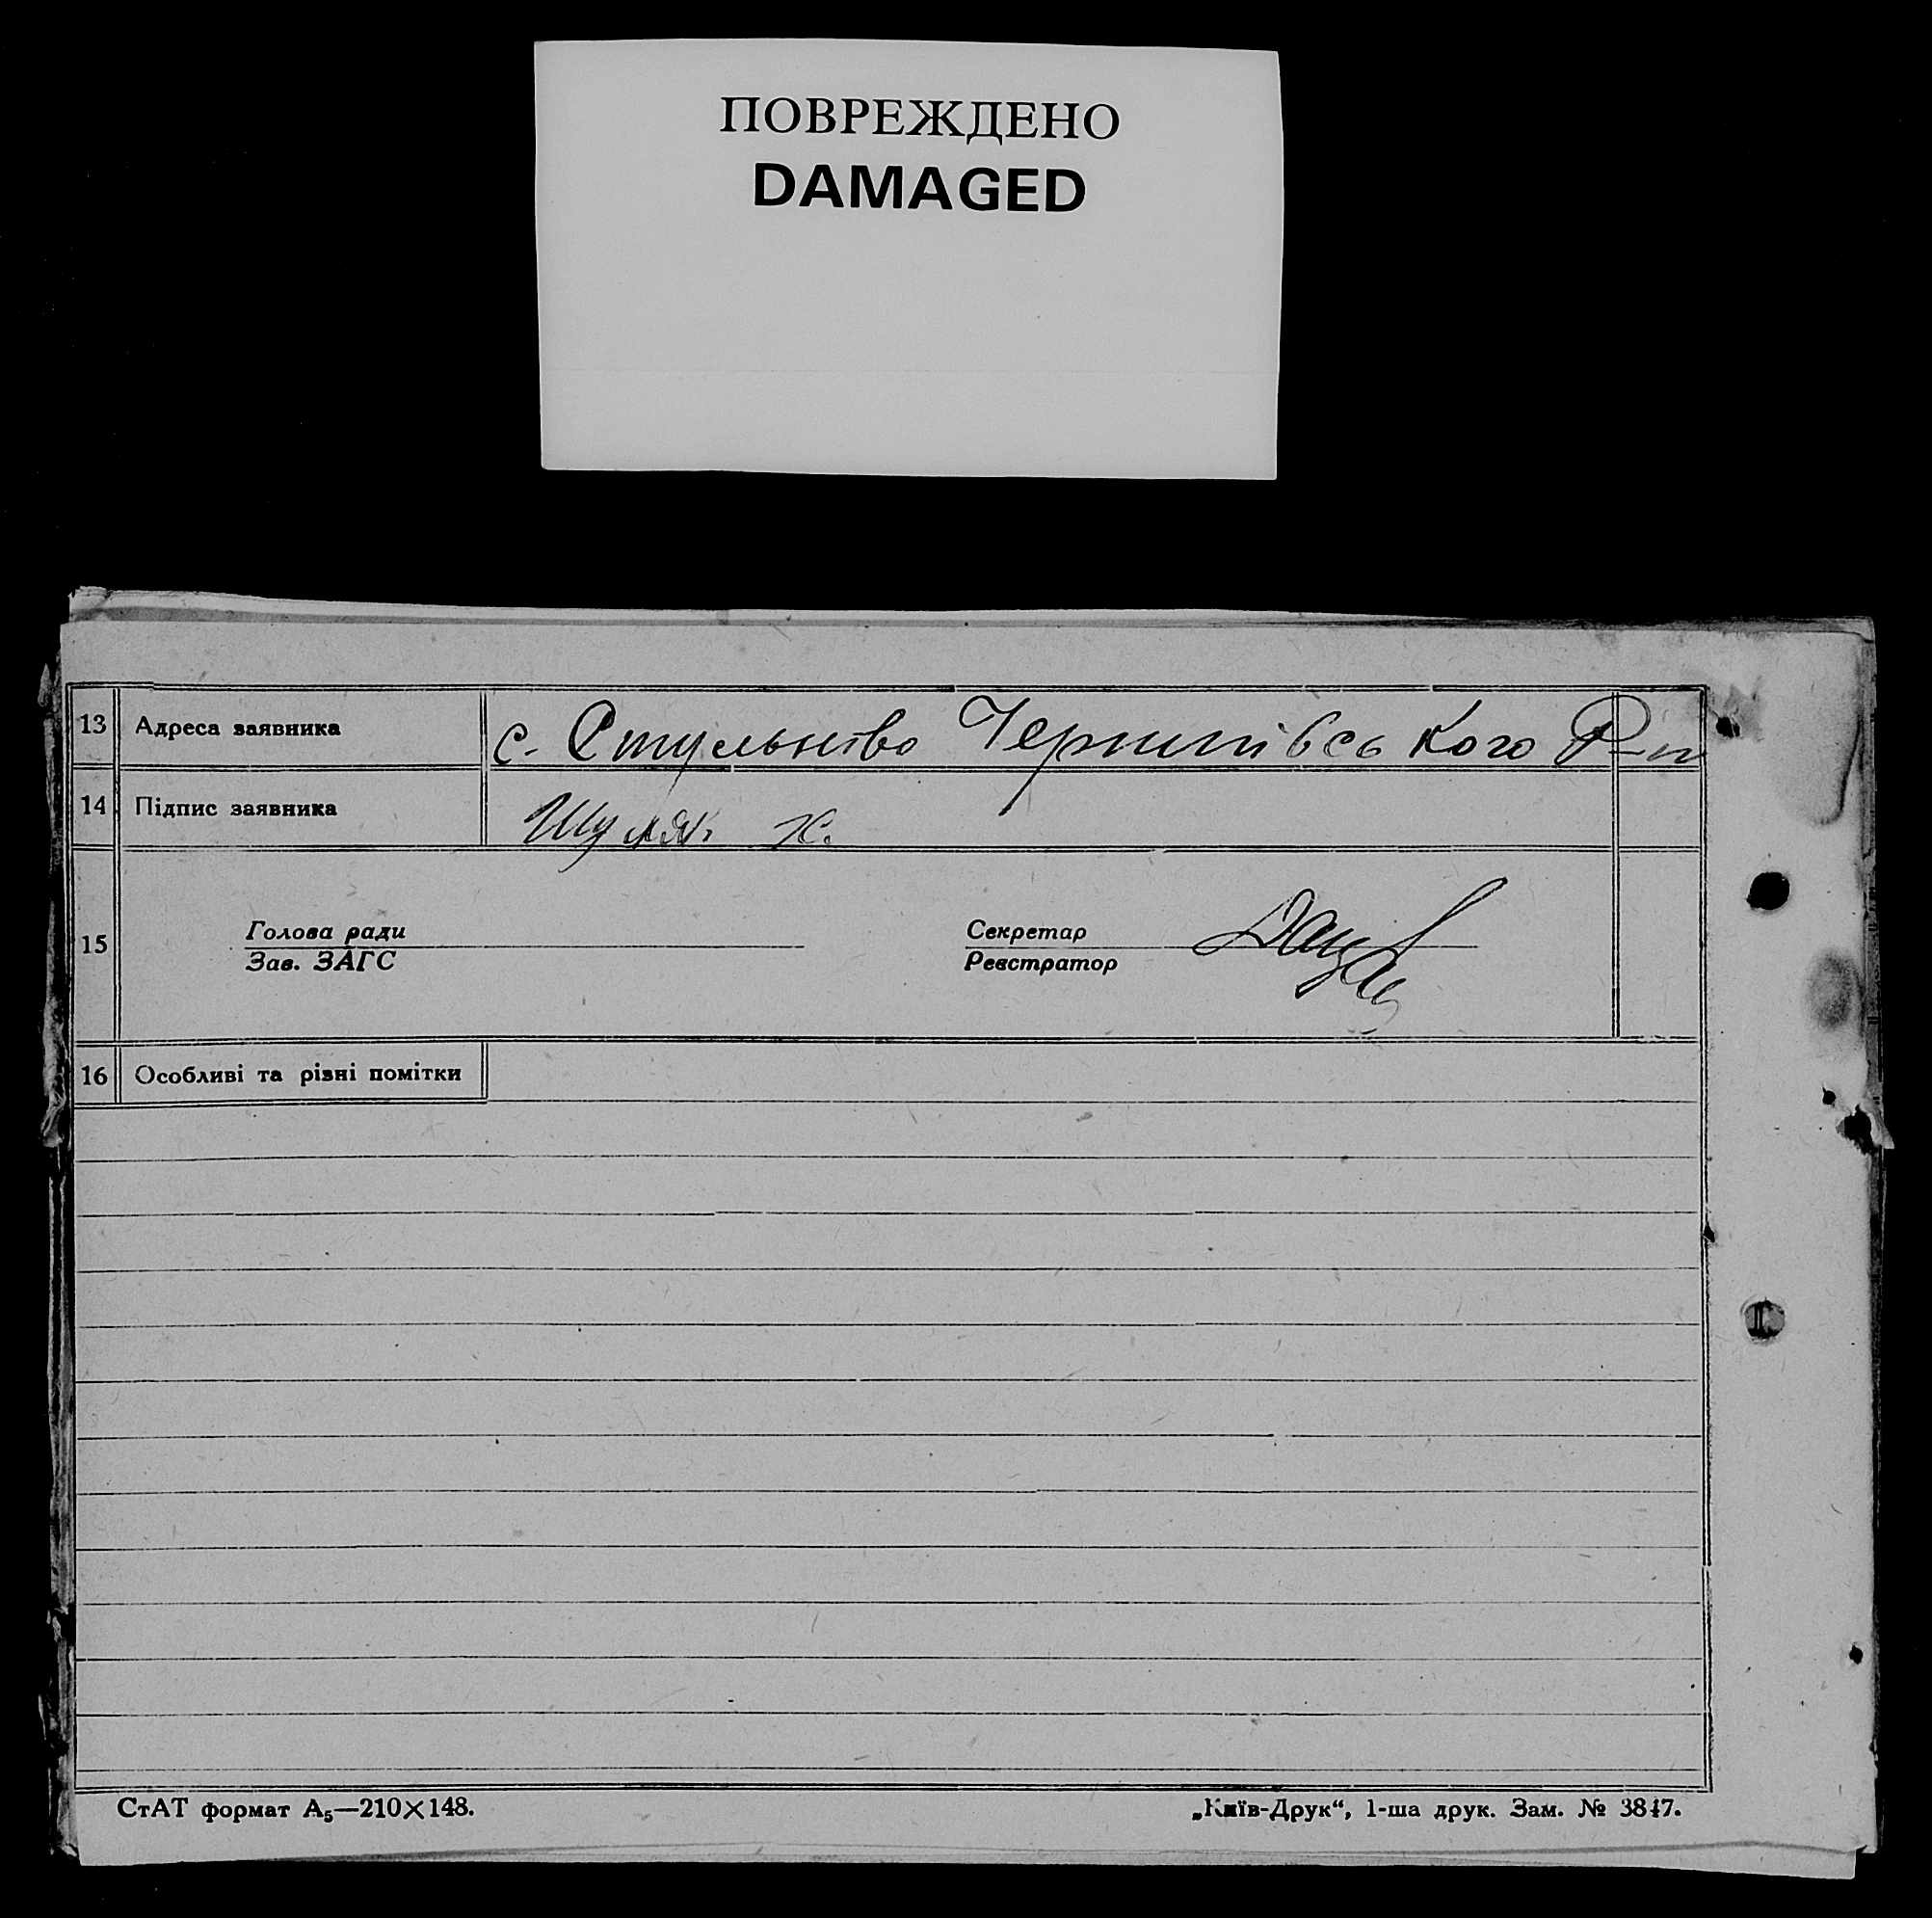 ПОВРЕЖДЕНО
DAMAGED
13 Адреса заявника с. Стульнево Чернигівського Р-н
14 Підпис заявника Шуляк К.
15 Голова ради Секретар
Зав. ЗАГС Реєстратор
16 Особливі та різні помітки
СтАТ формат А₅—210×148. „Київ-Друк“, 1-ша друк. Зам. № 3847.